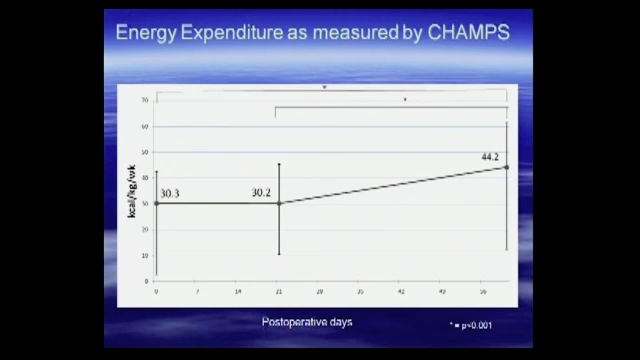 Energy Expenditure as measured by CHAMPS
*
*
70
60
50
40
30
20
10
0
kcal/kg/wk
30.3
30.2
44.2
0 7 14 21 28 35 42 49 56
Postoperative days
* = p<0.001